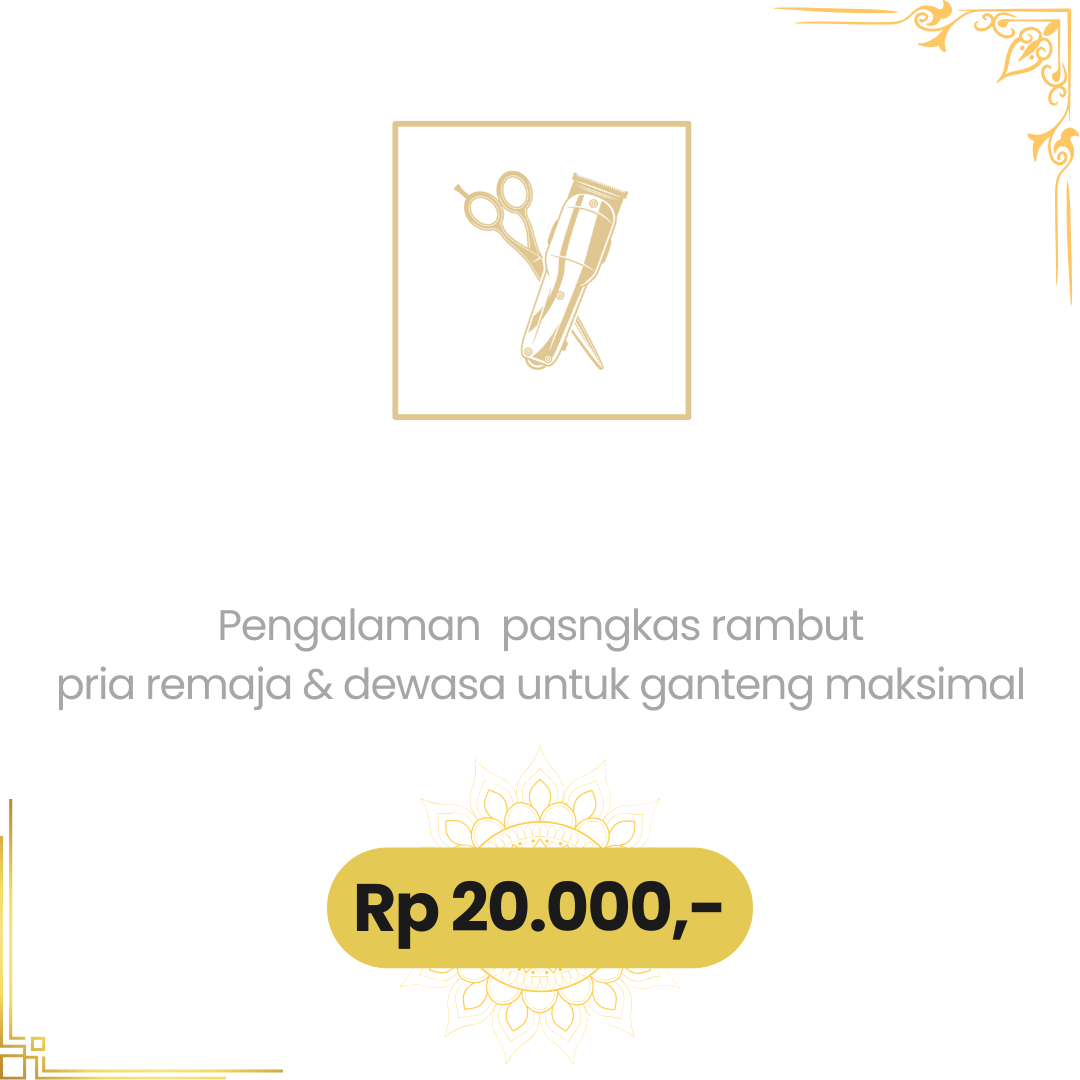 Pengalaman  pasngkas rambut
pria remaja & dewasa untuk ganteng maksimal
Rp 20.000,-